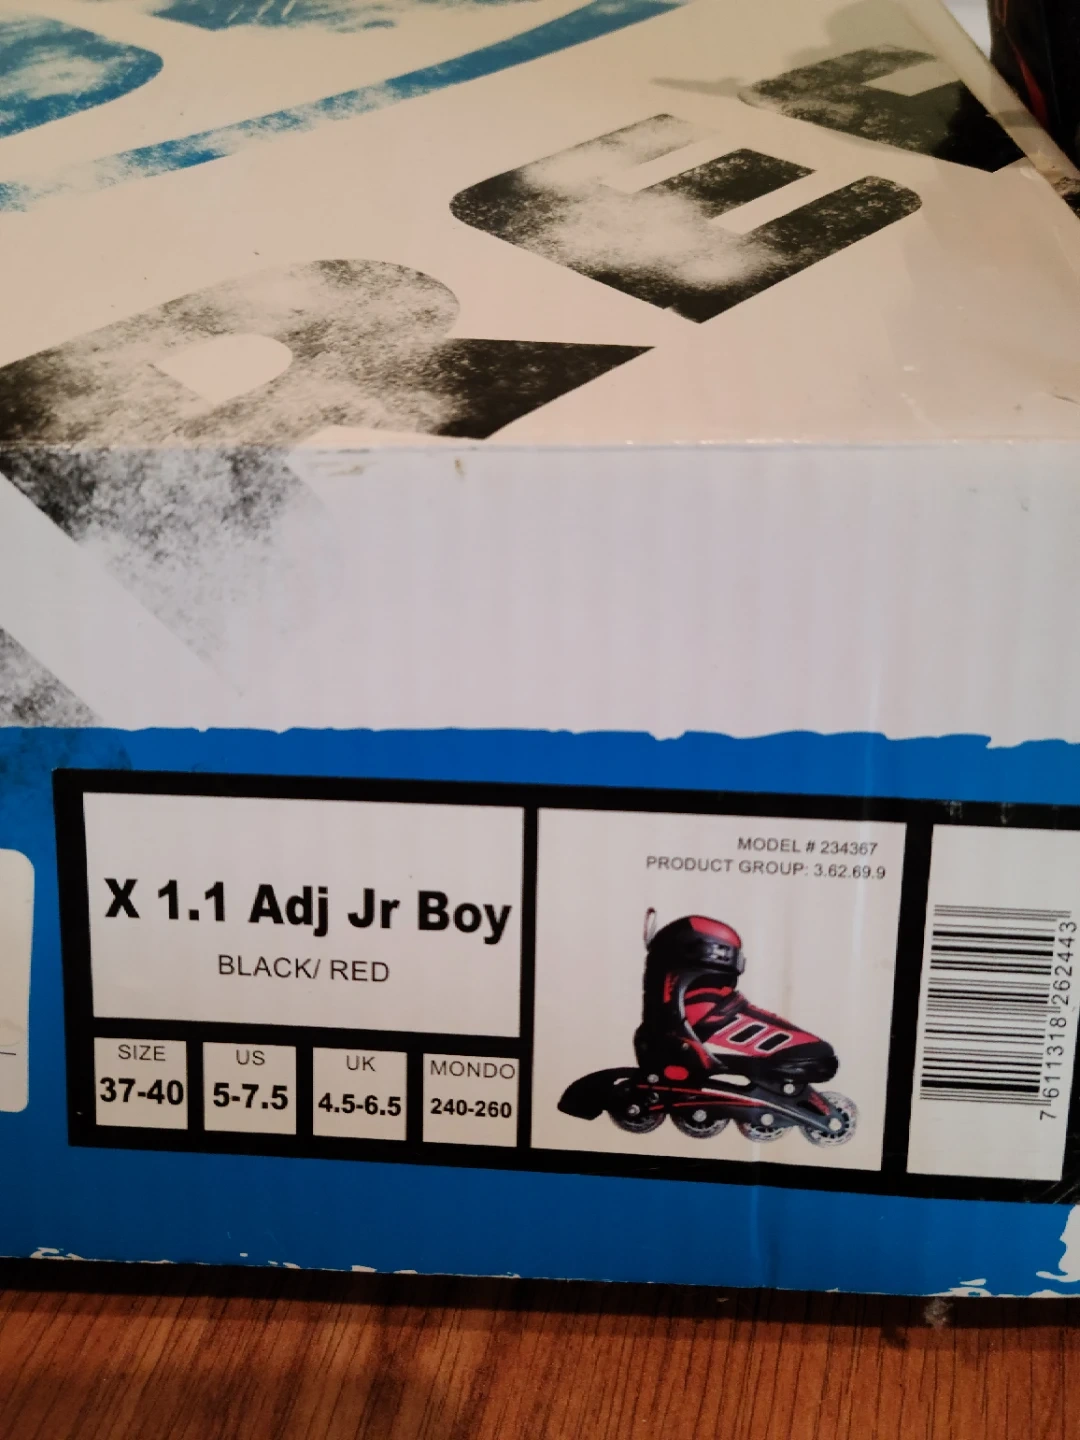 RE
X 1.1 Adj Jr Boy
BLACK/ RED
SIZE
37-40
US
5-7.5
UK
4.5-6.5
MONDO
240-260
MODEL # 234367
PRODUCT GROUP: 3.62.69.9
7611318262443